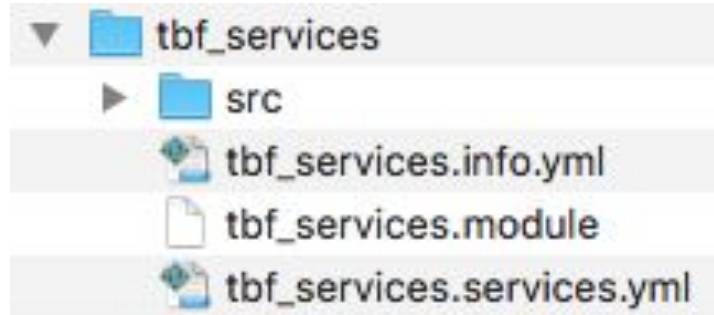 tbf_services
src
tbf_services.info.yml
tbf_services.module
tbf_services.services.yml